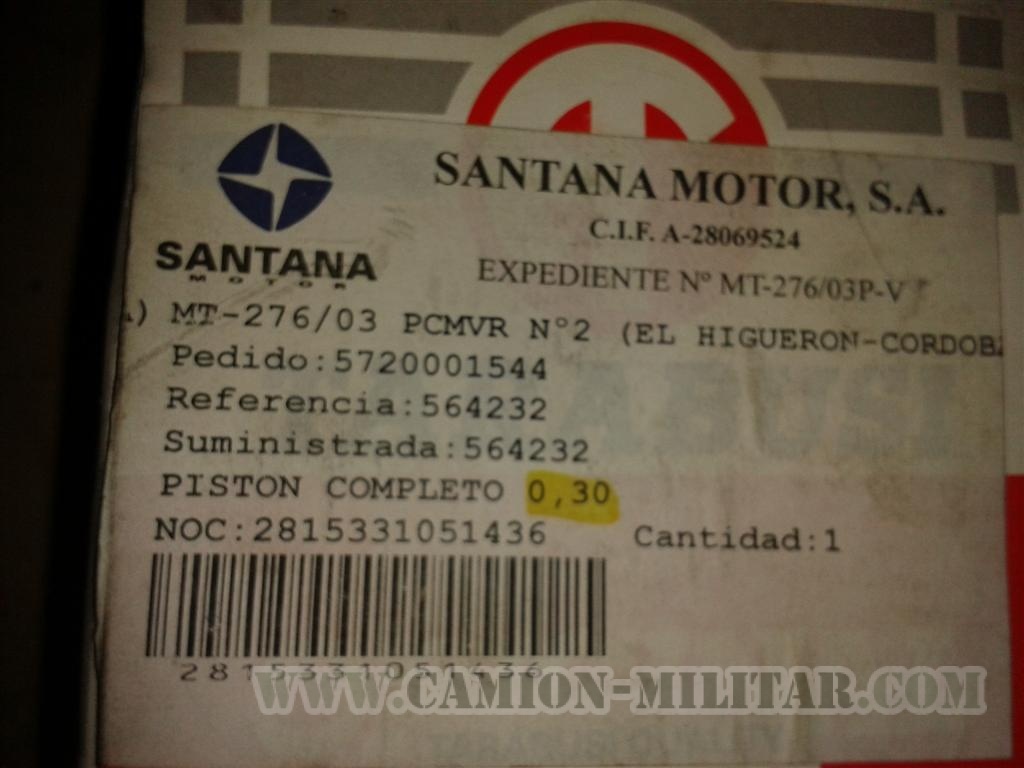 SANTANA
MOTOR
SANTANA MOTOR, S.A.
C.I.F. A-28069524
EXPEDIENTE Nº MT-276/03P-V
) MT-276/03 PCMVR N°2 (EL HIGUERON-CORDOBA
Pedido:5720001544
Referencia:564232
Suministrada:564232
PISTON COMPLETO 0,30
NOC:2815331051436 Cantidad:1
2815331051436
WWW.CAMION-MILITAR.COM